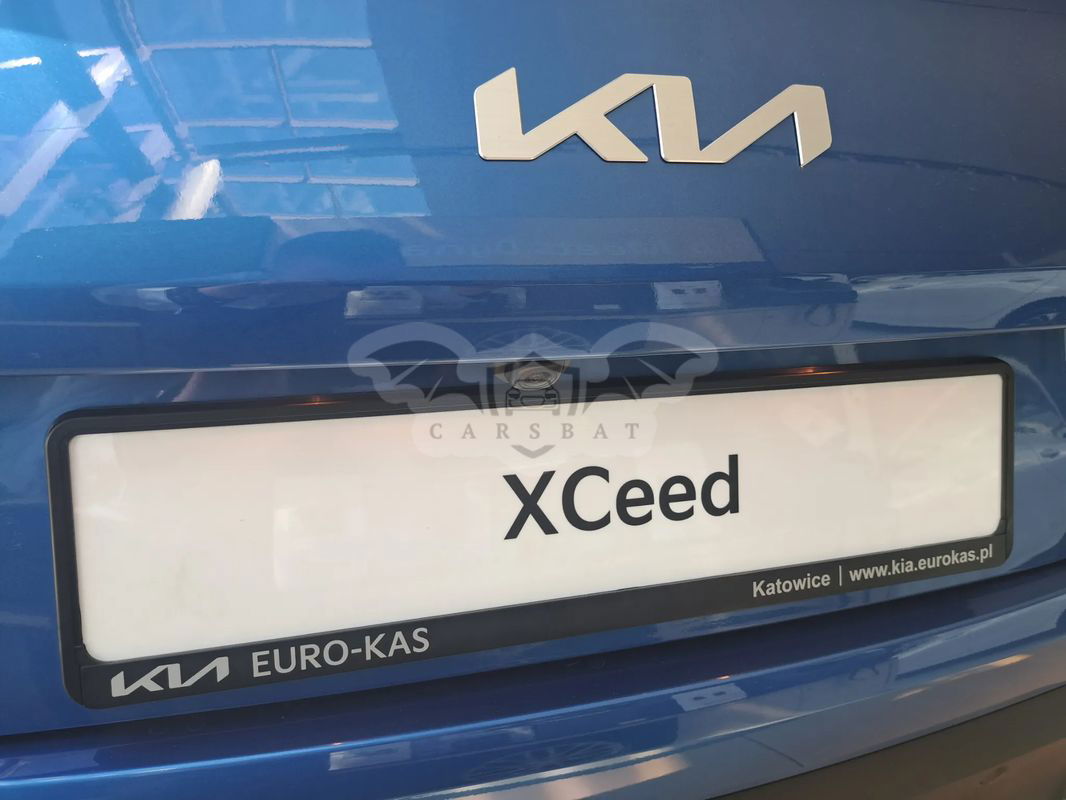 KIA
CARSBAT
XCeed
Katowice | www.kia.eurokas.pl
KIA EURO-KAS